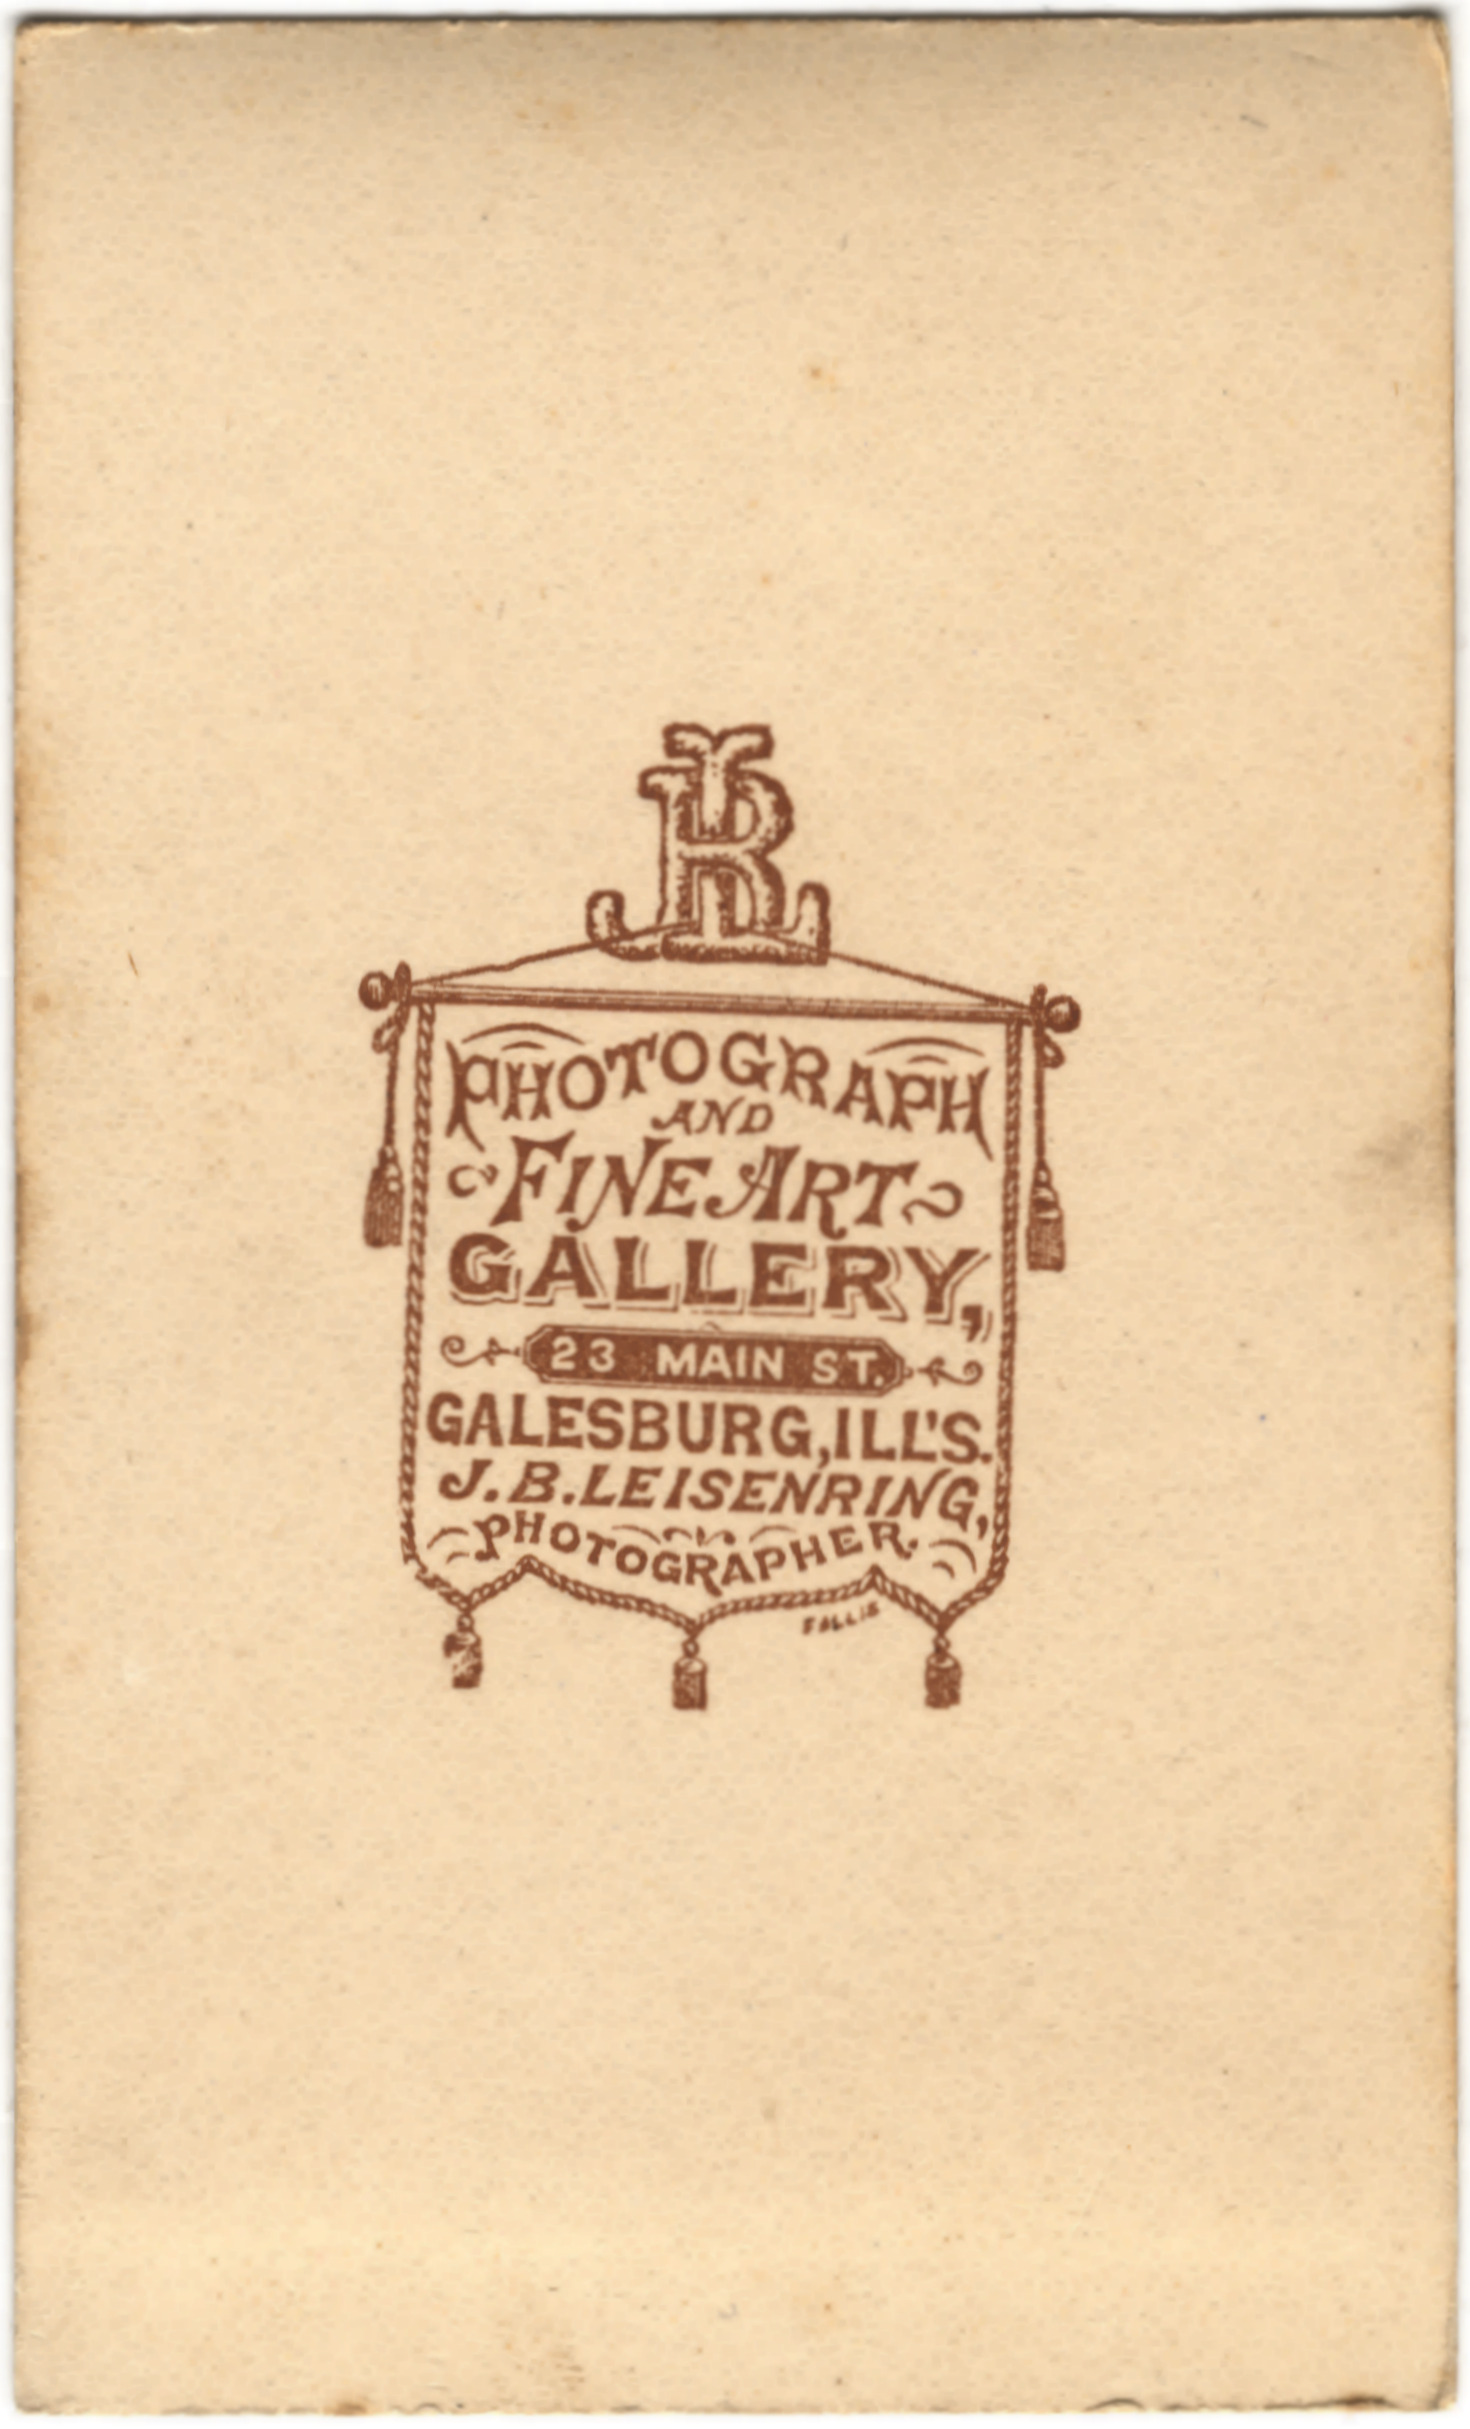 JBL
PHOTOGRAPH
AND
FINE ART
GALLERY,
23 MAIN ST.
GALESBURG, ILL'S.
J. B. LEISENRING,
PHOTOGRAPHER.